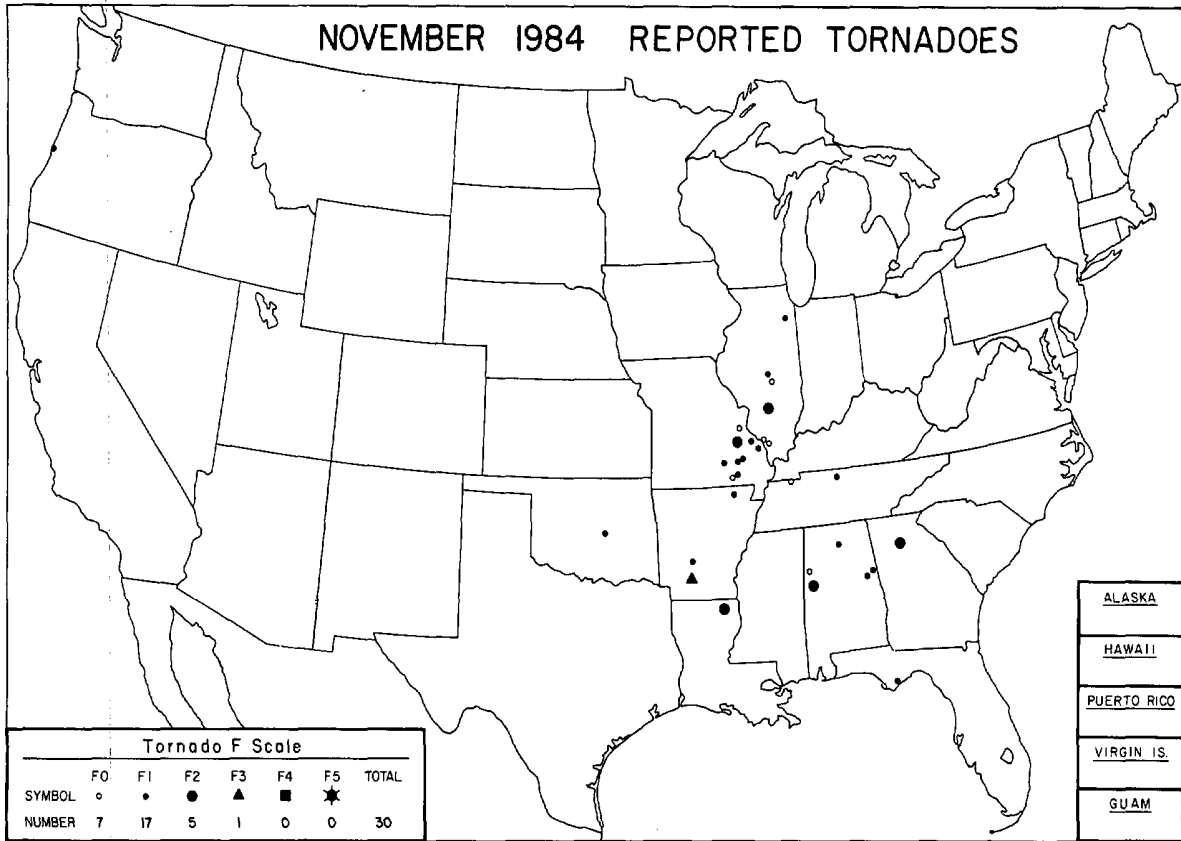 NOVEMBER 1984 REPORTED TORNADOES
ALASKA
HAWAII
PUERTO RICO
VIRGIN IS.
GUAM
Tornado F Scale
F0 F1 F2 F3 F4 F5 TOTAL
SYMBOL
NUMBER 7 17 5 1 0 0 30